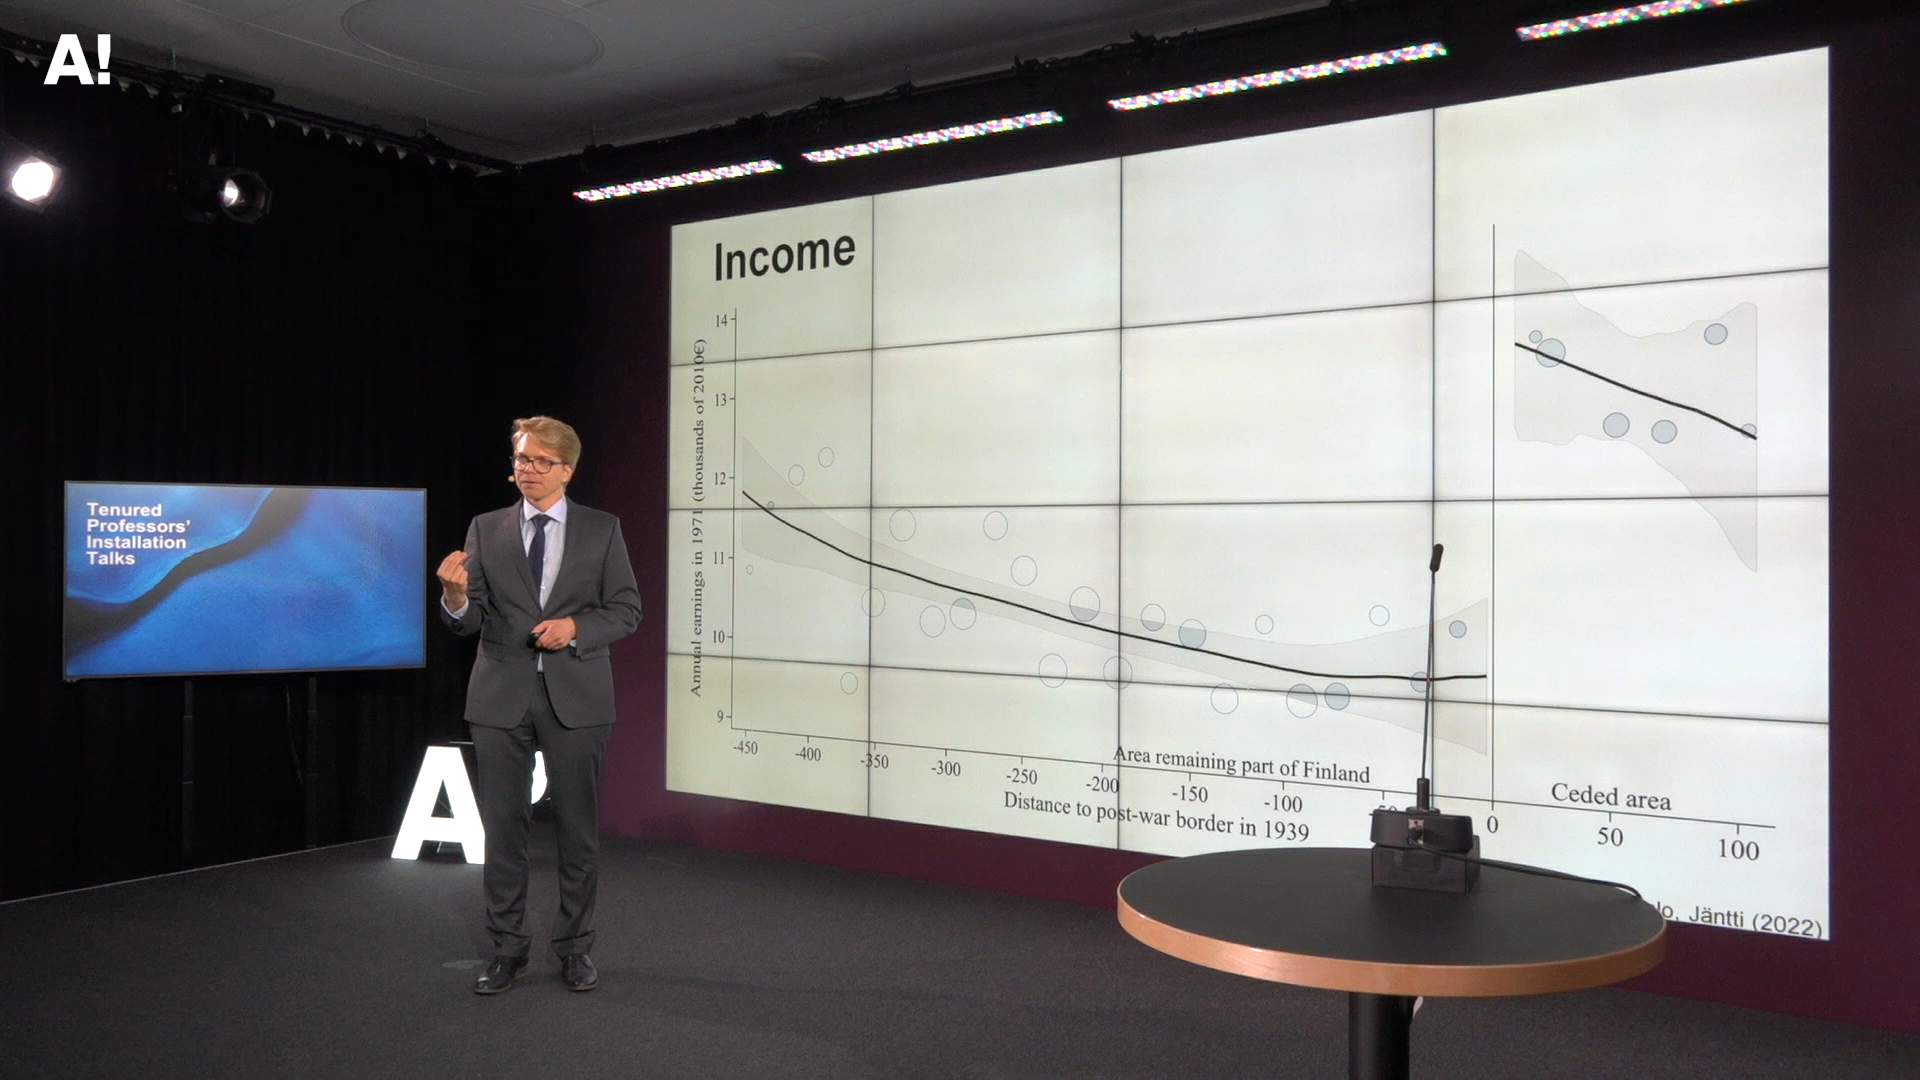 A!
Tenured
Professors'
Installation
Talks
A
Income
Annual earnings in 1971 (thousands of 2010€)
14
13
12
11
10
9
-450
-400
-350
-300
-250
-200
-150
-100
0
50
100
Area remaining part of Finland
Ceded area
Distance to post-war border in 1939
Jäntti (2022)